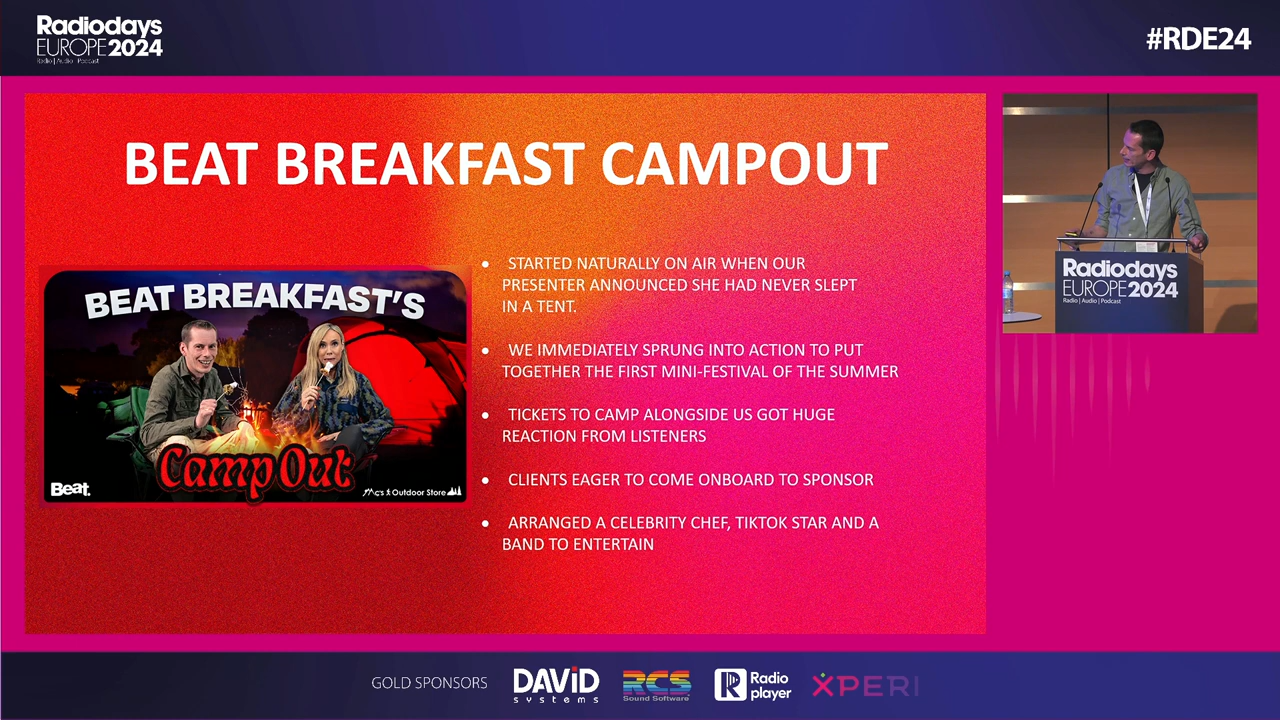 Radiodays
EUROPE 2024
Radio | Audio | Podcast
#RDE24
BEAT BREAKFAST CAMPOUT
BEAT BREAKFAST'S
Camp Out
Beat.
Mc's Outdoor Store
• STARTED NATURALLY ON AIR WHEN OUR
PRESENTER ANNOUNCED SHE HAD NEVER SLEPT
IN A TENT.
• WE IMMEDIATELY SPRUNG INTO ACTION TO PUT
TOGETHER THE FIRST MINI-FESTIVAL OF THE SUMMER
• TICKETS TO CAMP ALONGSIDE US GOT HUGE
REACTION FROM LISTENERS
• CLIENTS EAGER TO COME ONBOARD TO SPONSOR
• ARRANGED A CELEBRITY CHEF, TIKTOK STAR AND A
BAND TO ENTERTAIN
Radiodays
EUROPE 2024
Radio | Audio | Podcast
GOLD SPONSORS
DAViD
systems
RCS
Sound Software
Radio
player
XPERI